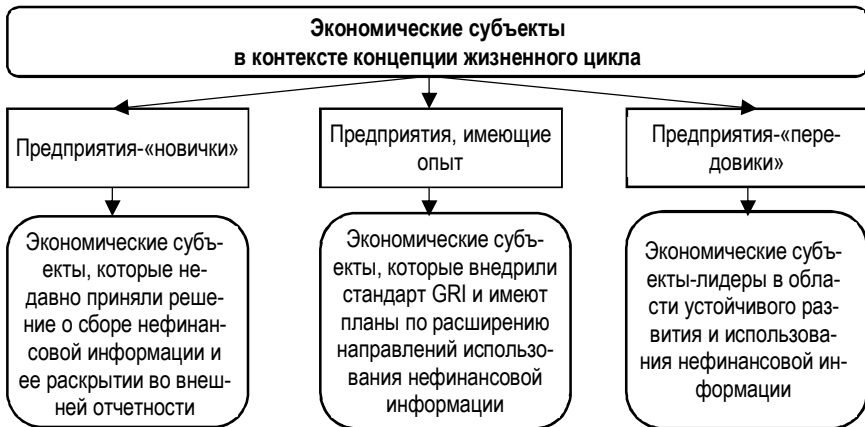 Экономические субъекты
в контексте концепции жизненного цикла
Предприятия-«новички»
Предприятия, имеющие
опыт
Предприятия-«пере-
довики»
Экономические субъ-
екты, которые не-
давно приняли реше-
ние о сборе нефинан-
совой информации и
ее раскрытии во внеш-
ней отчетности
Экономические субъ-
екты, которые внедрили
стандарт GRI и имеют
планы по расширению
направлений использо-
вания нефинансовой
информации
Экономические субъ-
екты-лидеры в обла-
сти устойчивого раз-
вития и использова-
ния нефинансовой ин-
формации